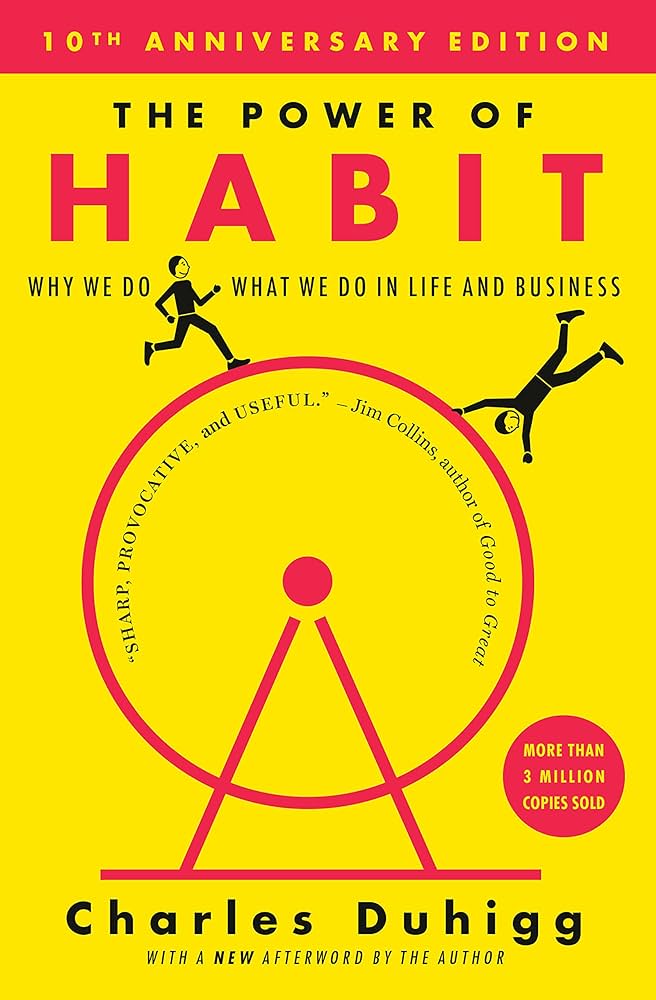 10TH ANNIVERSARY EDITION
THE POWER OF
HABIT
WHY WE DO WHAT WE DO IN LIFE AND BUSINESS
"SHARP, PROVOCATIVE, and USEFUL." – Jim Collins, author of Good to Great
MORE THAN
3 MILLION
COPIES SOLD
Charles Duhigg
WITH A NEW AFTERWORD BY THE AUTHOR